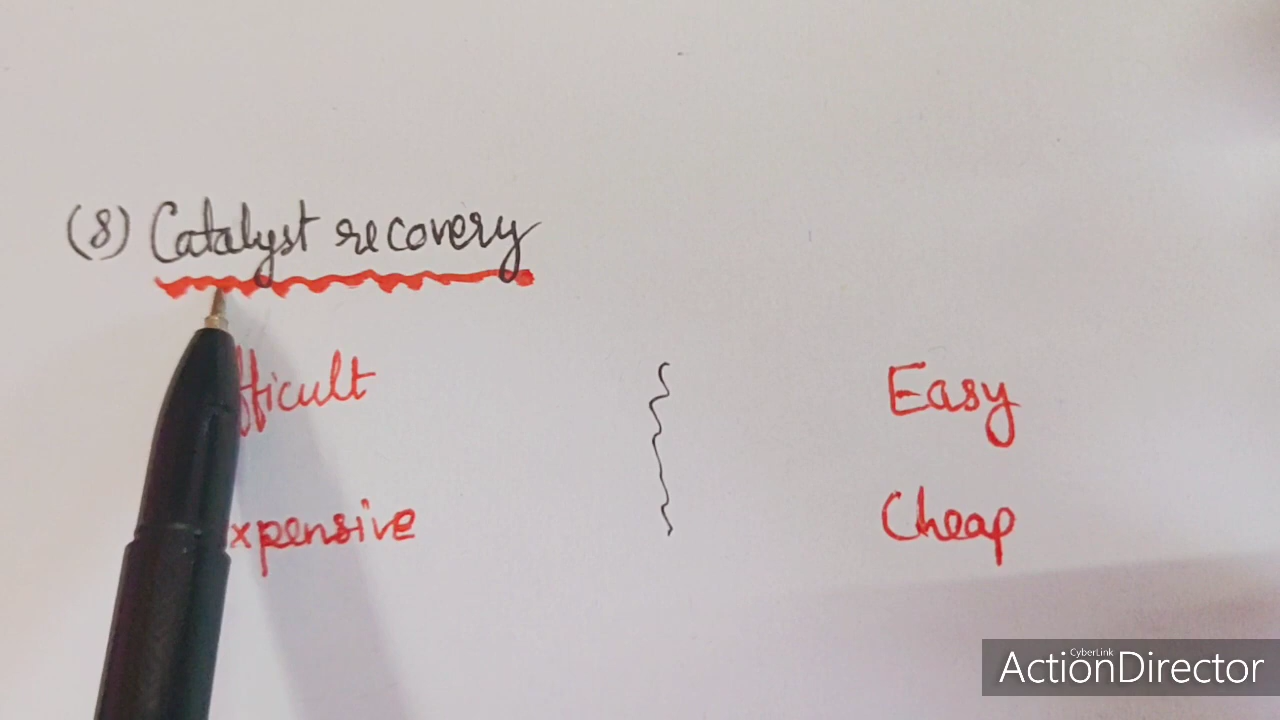 (8) Catalyst recovery
fficult Easy
xpensive Cheap
CyberLink
ActionDirector